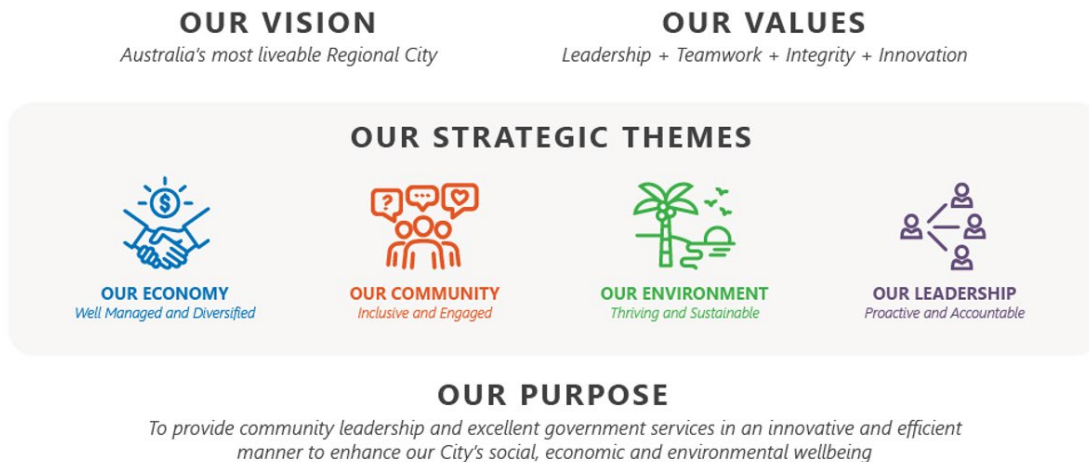 OUR VISION
Australia's most liveable Regional City
OUR VALUES
Leadership + Teamwork + Integrity + Innovation
OUR STRATEGIC THEMES
$
?
...
OUR ECONOMY
Well Managed and Diversified
OUR COMMUNITY
Inclusive and Engaged
OUR ENVIRONMENT
Thriving and Sustainable
OUR LEADERSHIP
Proactive and Accountable
OUR PURPOSE
To provide community leadership and excellent government services in an innovative and efficient
manner to enhance our City's social, economic and environmental wellbeing